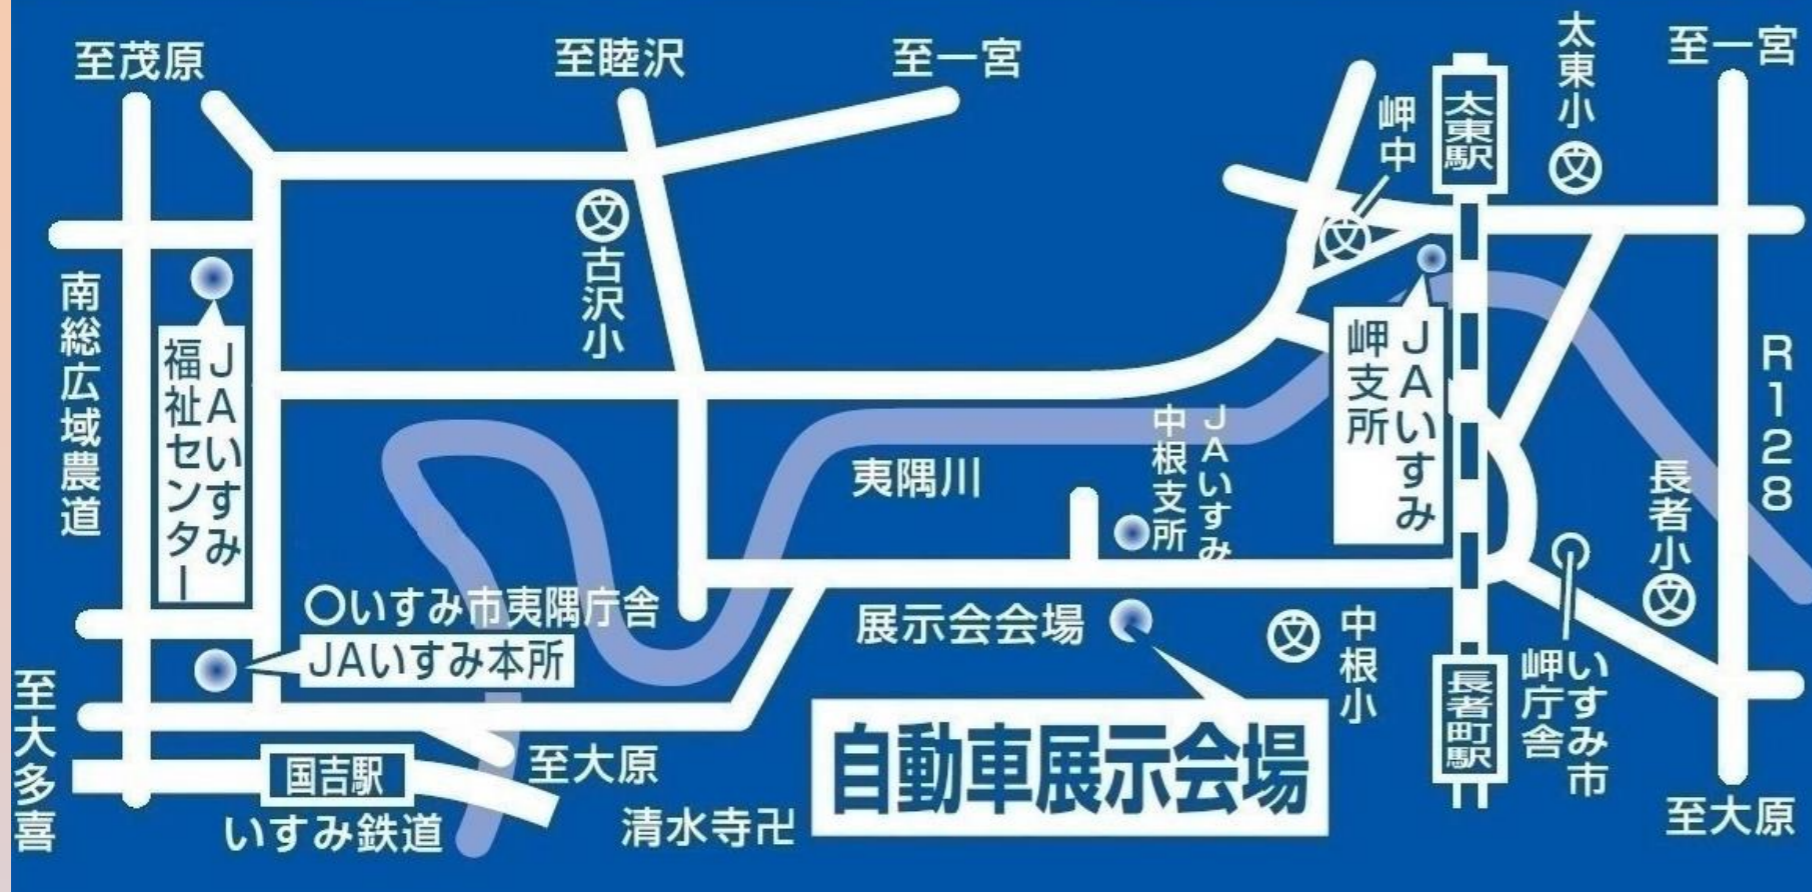 至茂原
至睦沢
至一宮
太東小
至一宮
岬中
太東駅
文
文
文
古沢小
南総広域農道
JAいすみ
福祉センター
JAいすみ
岬支所
R128
夷隅川
JAいすみ
中根支所
長者小
文
〇いすみ市夷隅庁舎
JAいすみ本所
展示会会場
文
中根小
いすみ市
岬庁舎
至大多喜
長者町駅
自動車展示会場
国吉駅
至大原
いすみ鉄道
清水寺卍
至大原